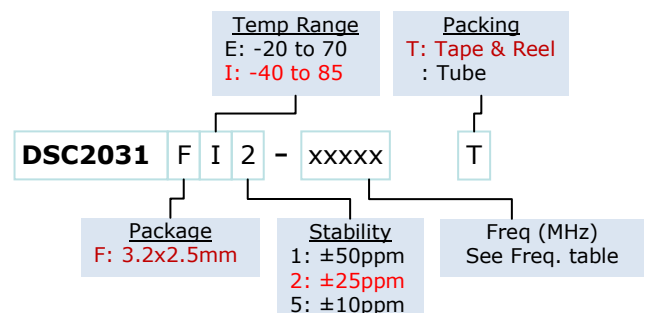 Temp Range
E: -20 to 70
I: -40 to 85
Packing
T: Tape & Reel
: Tube
DSC2031 F I 2 - xxxxx T
Package
F: 3.2x2.5mm
Stability
1: ±50ppm
2: ±25ppm
5: ±10ppm
Freq (MHz)
See Freq. table